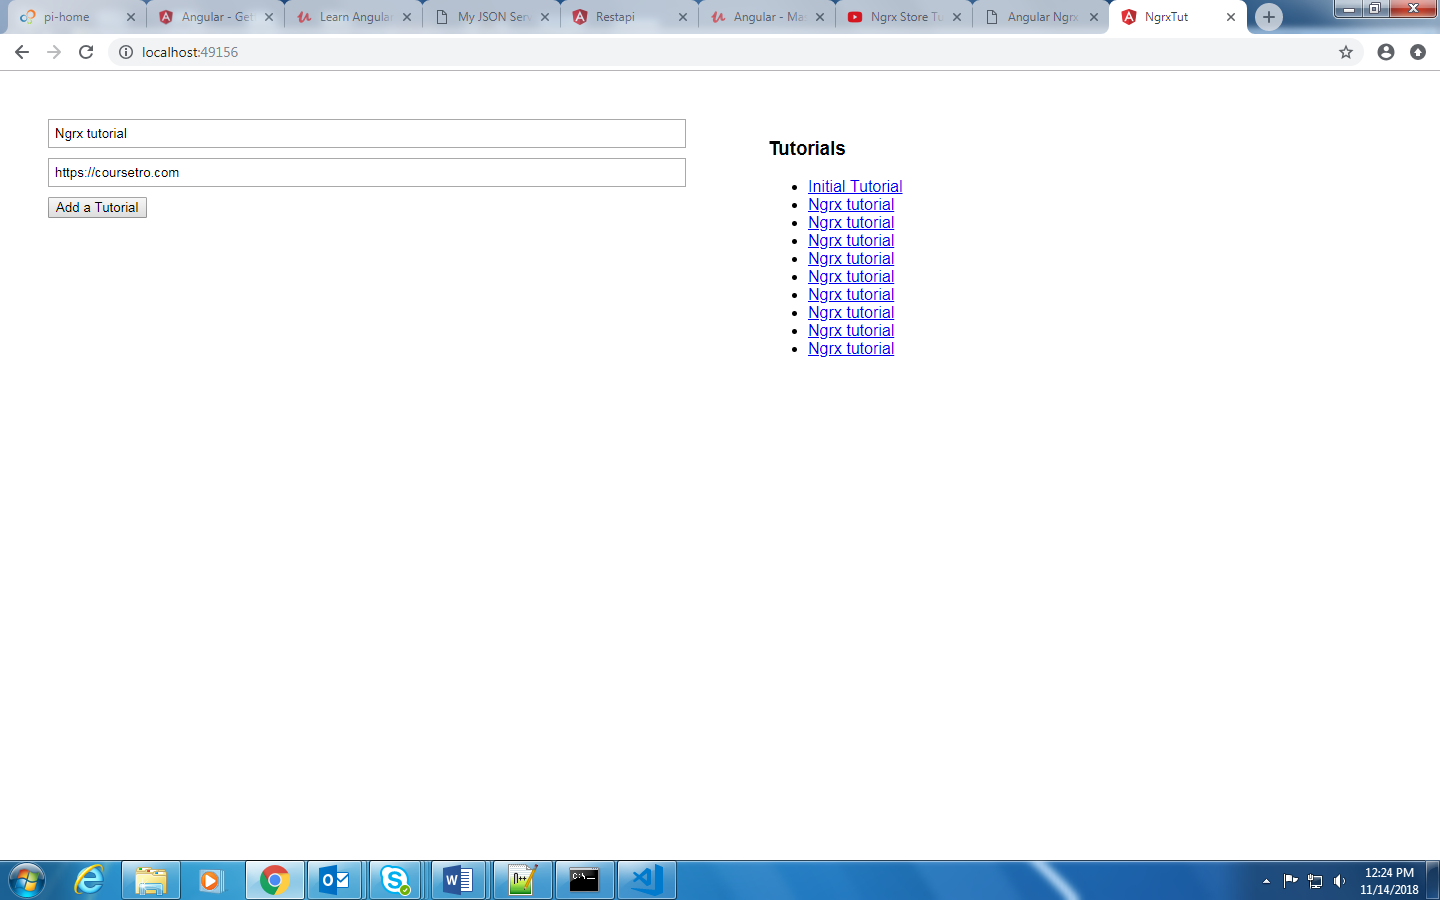 pi-home
Angular - Get
Learn Angular
My JSON Serv
Restapi
Angular - Mas
Ngrx Store Tu
Angular Ngrx
NgrxTut
localhost:49156
Ngrx tutorial
https://coursetro.com
Add a Tutorial
Tutorials
Initial Tutorial
Ngrx tutorial
Ngrx tutorial
Ngrx tutorial
Ngrx tutorial
Ngrx tutorial
Ngrx tutorial
Ngrx tutorial
Ngrx tutorial
Ngrx tutorial
12:24 PM
11/14/2018